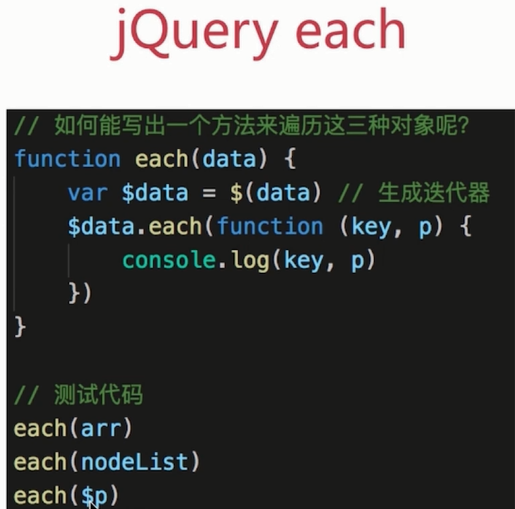 jQuery each
// 如何能写出一个方法来遍历这三种对象呢?
function each(data) {
    var $data = $(data) // 生成迭代器
    $data.each(function (key, p) {
        console.log(key, p)
    })
}
// 测试代码
each(arr)
each(nodeList)
each($p)